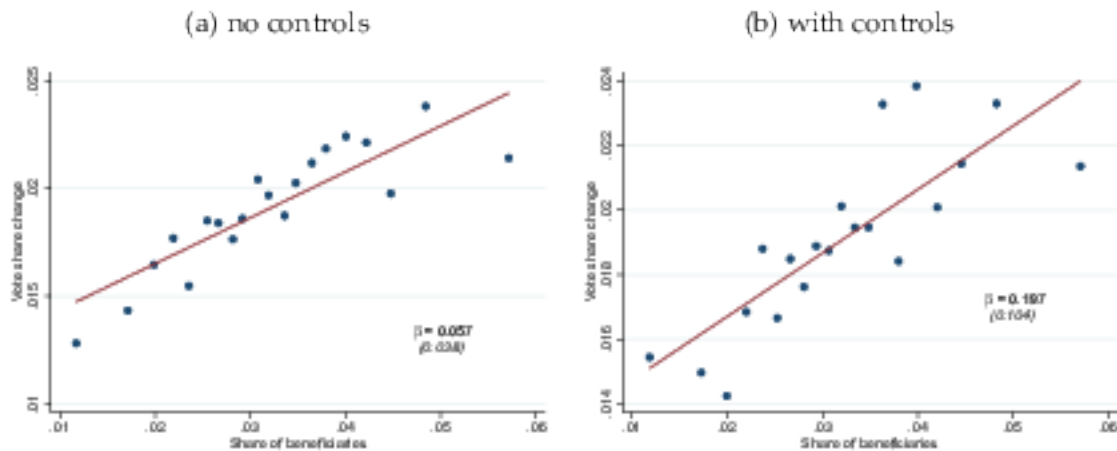 (a) no controls
(b) with controls
Vote share change
.025
.02
.015
.01
β = 0.057
(0.038)
.01 .02 .03 .04 .05 .06
Share of beneficiaries
Vote share change
.024
.022
.02
.018
.016
.014
β = 0.197
(0.104)
.01 .02 .03 .04 .05 .06
Share of beneficiaries